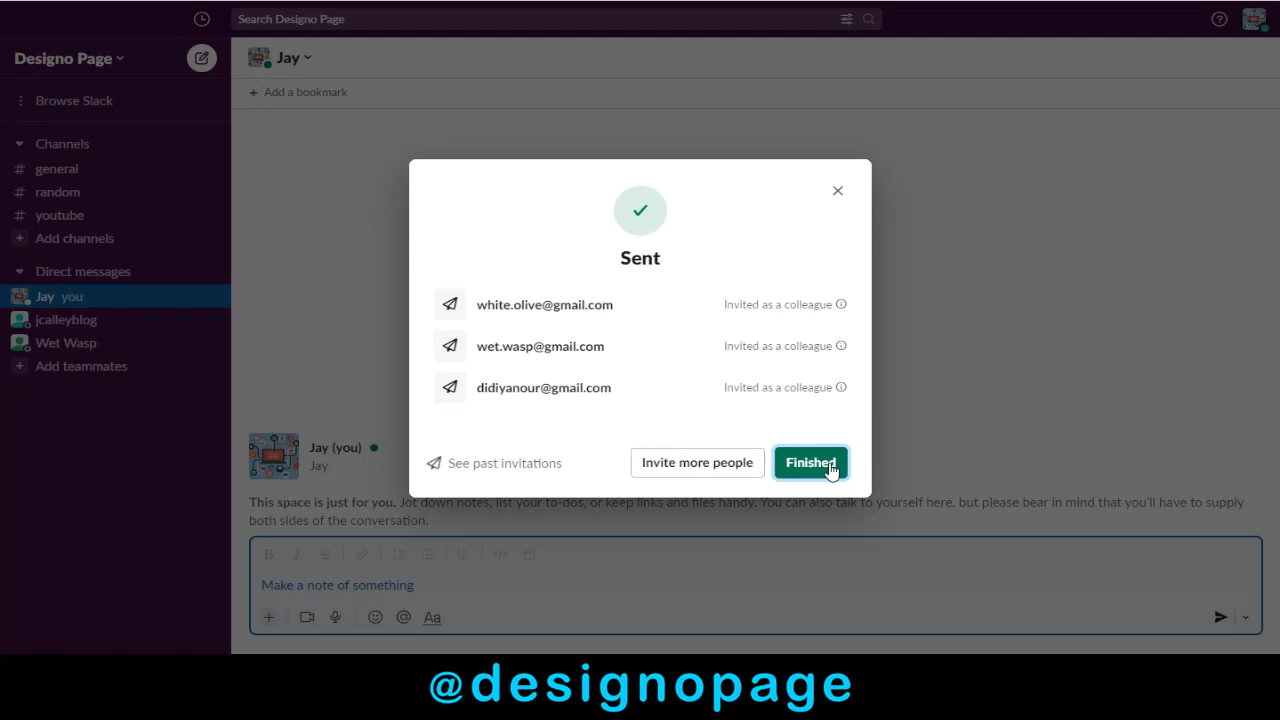 Search Designo Page
Designo Page
Jay
Browse Slack
Add a bookmark
Channels
# general
# random
# youtube
+ Add channels
Direct messages
Jay you
jcalleyblog
Wet Wasp
+ Add teammates
Sent
white.olive@gmail.com Invited as a colleague
wet.wasp@gmail.com Invited as a colleague
didiyanour@gmail.com Invited as a colleague
See past invitations Invite more people Finished
Jay (you)
Jay
This space is just for you. Jot down notes, list your to-dos, or keep links and files handy. You can also talk to yourself here, but please bear in mind that you'll have to supply
both sides of the conversation.
Make a note of something
Aa
@designopage